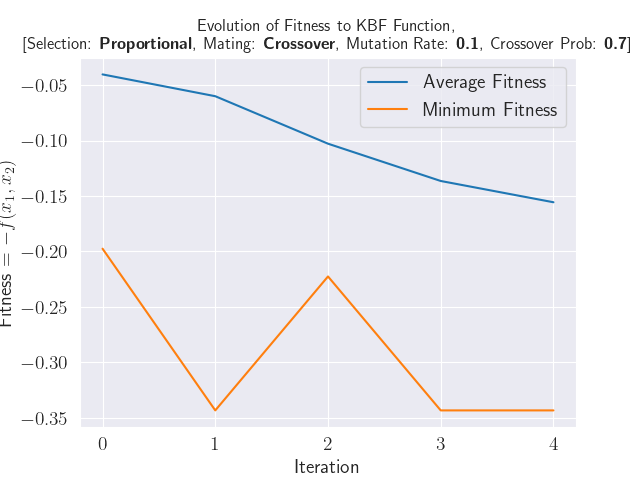 Evolution of Fitness to KBF Function,
[Selection: Proportional, Mating: Crossover, Mutation Rate: 0.1, Crossover Prob: 0.7]
Average Fitness
Minimum Fitness
−0.05
−0.10
−0.15
−0.20
−0.25
−0.30
−0.35
Fitness = −f(x₁, x₂)
0 1 2 3 4
Iteration